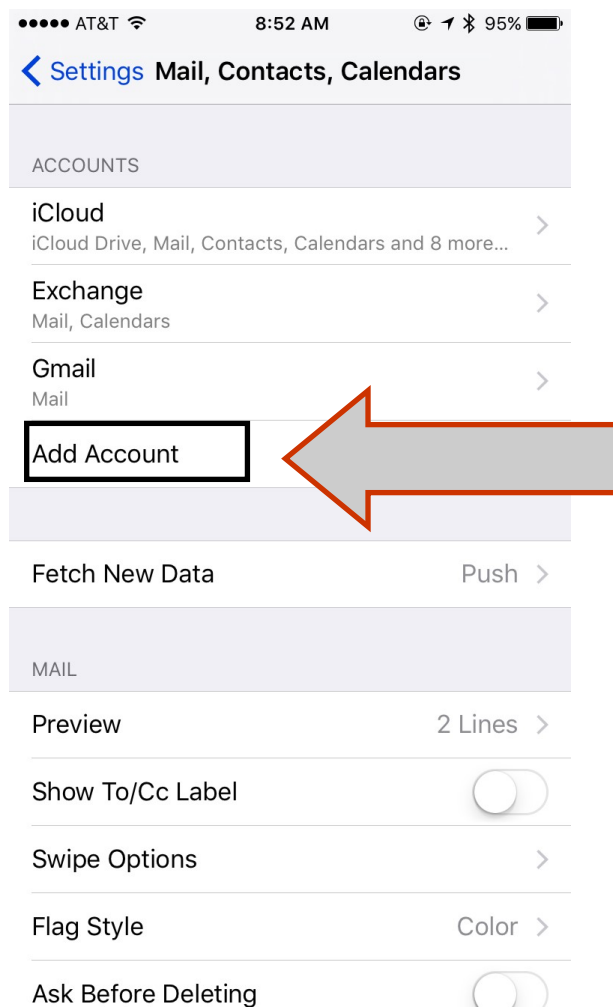 AT&T 8:52 AM 95%
Settings Mail, Contacts, Calendars
ACCOUNTS
iCloud
iCloud Drive, Mail, Contacts, Calendars and 8 more...
Exchange
Mail, Calendars
Gmail
Mail
Add Account
Fetch New Data Push
MAIL
Preview 2 Lines
Show To/Cc Label
Swipe Options
Flag Style Color
Ask Before Deleting